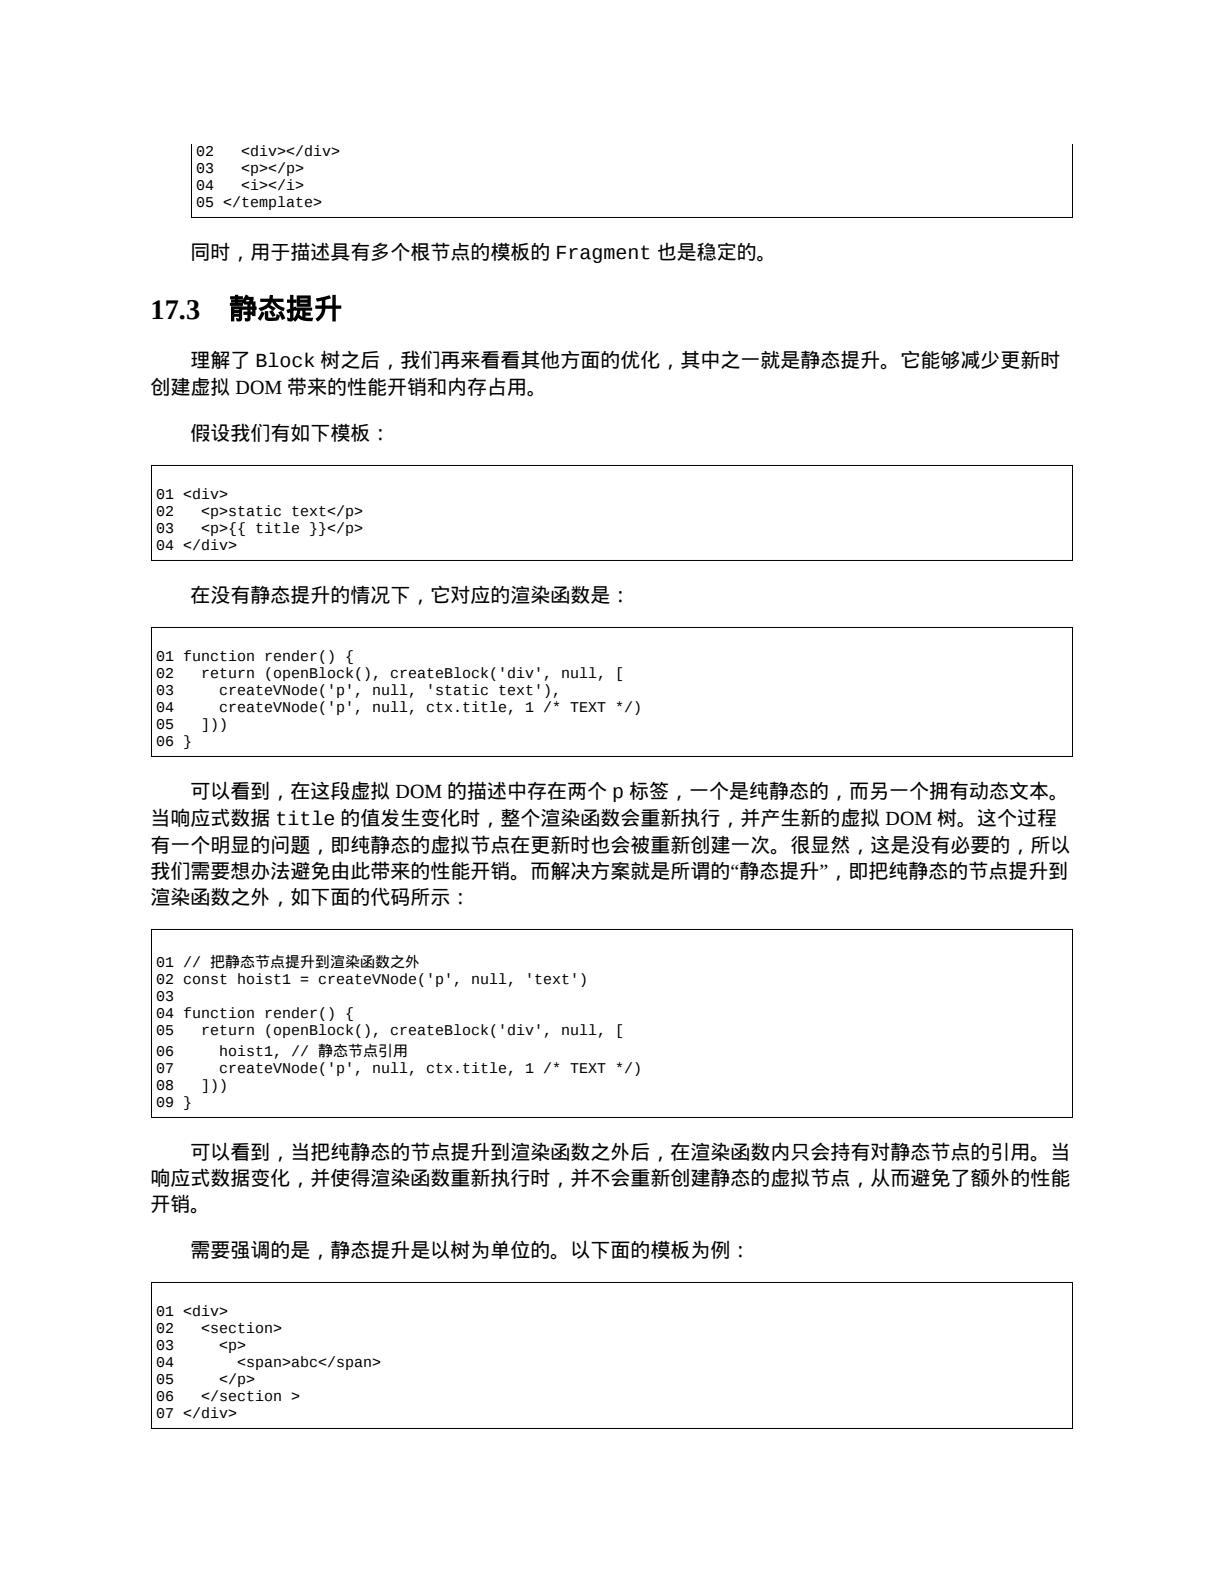 02   <div></div>
03   <p></p>
04   <i></i>
05 </template>
同时，用于描述具有多个根节点的模板的 Fragment 也是稳定的。
17.3 静态提升
理解了 Block 树之后，我们再来看看其他方面的优化，其中之一就是静态提升。它能够减少更新时
创建虚拟 DOM 带来的性能开销和内存占用。
假设我们有如下模板：
01 <div>
02   <p>static text</p>
03   <p>{{ title }}</p>
04 </div>
在没有静态提升的情况下，它对应的渲染函数是：
01 function render() {
02   return (openBlock(), createBlock('div', null, [
03     createVNode('p', null, 'static text'),
04     createVNode('p', null, ctx.title, 1 /* TEXT */)
05   ]))
06 }
可以看到，在这段虚拟 DOM 的描述中存在两个 p 标签，一个是纯静态的，而另一个拥有动态文本。
当响应式数据 title 的值发生变化时，整个渲染函数会重新执行，并产生新的虚拟 DOM 树。这个过程
有一个明显的问题，即纯静态的虚拟节点在更新时也会被重新创建一次。很显然，这是没有必要的，所以
我们需要想办法避免由此带来的性能开销。而解决方案就是所谓的“静态提升”，即把纯静态的节点提升到
渲染函数之外，如下面的代码所示：
01 // 把静态节点提升到渲染函数之外
02 const hoist1 = createVNode('p', null, 'text')
03
04 function render() {
05   return (openBlock(), createBlock('div', null, [
06     hoist1, // 静态节点引用
07     createVNode('p', null, ctx.title, 1 /* TEXT */)
08   ]))
09 }
可以看到，当把纯静态的节点提升到渲染函数之外后，在渲染函数内只会持有对静态节点的引用。当
响应式数据变化，并使得渲染函数重新执行时，并不会重新创建静态的虚拟节点，从而避免了额外的性能
开销。
需要强调的是，静态提升是以树为单位的。以下面的模板为例：
01 <div>
02   <section>
03     <p>
04       <span>abc</span>
05     </p>
06   </section >
07 </div>